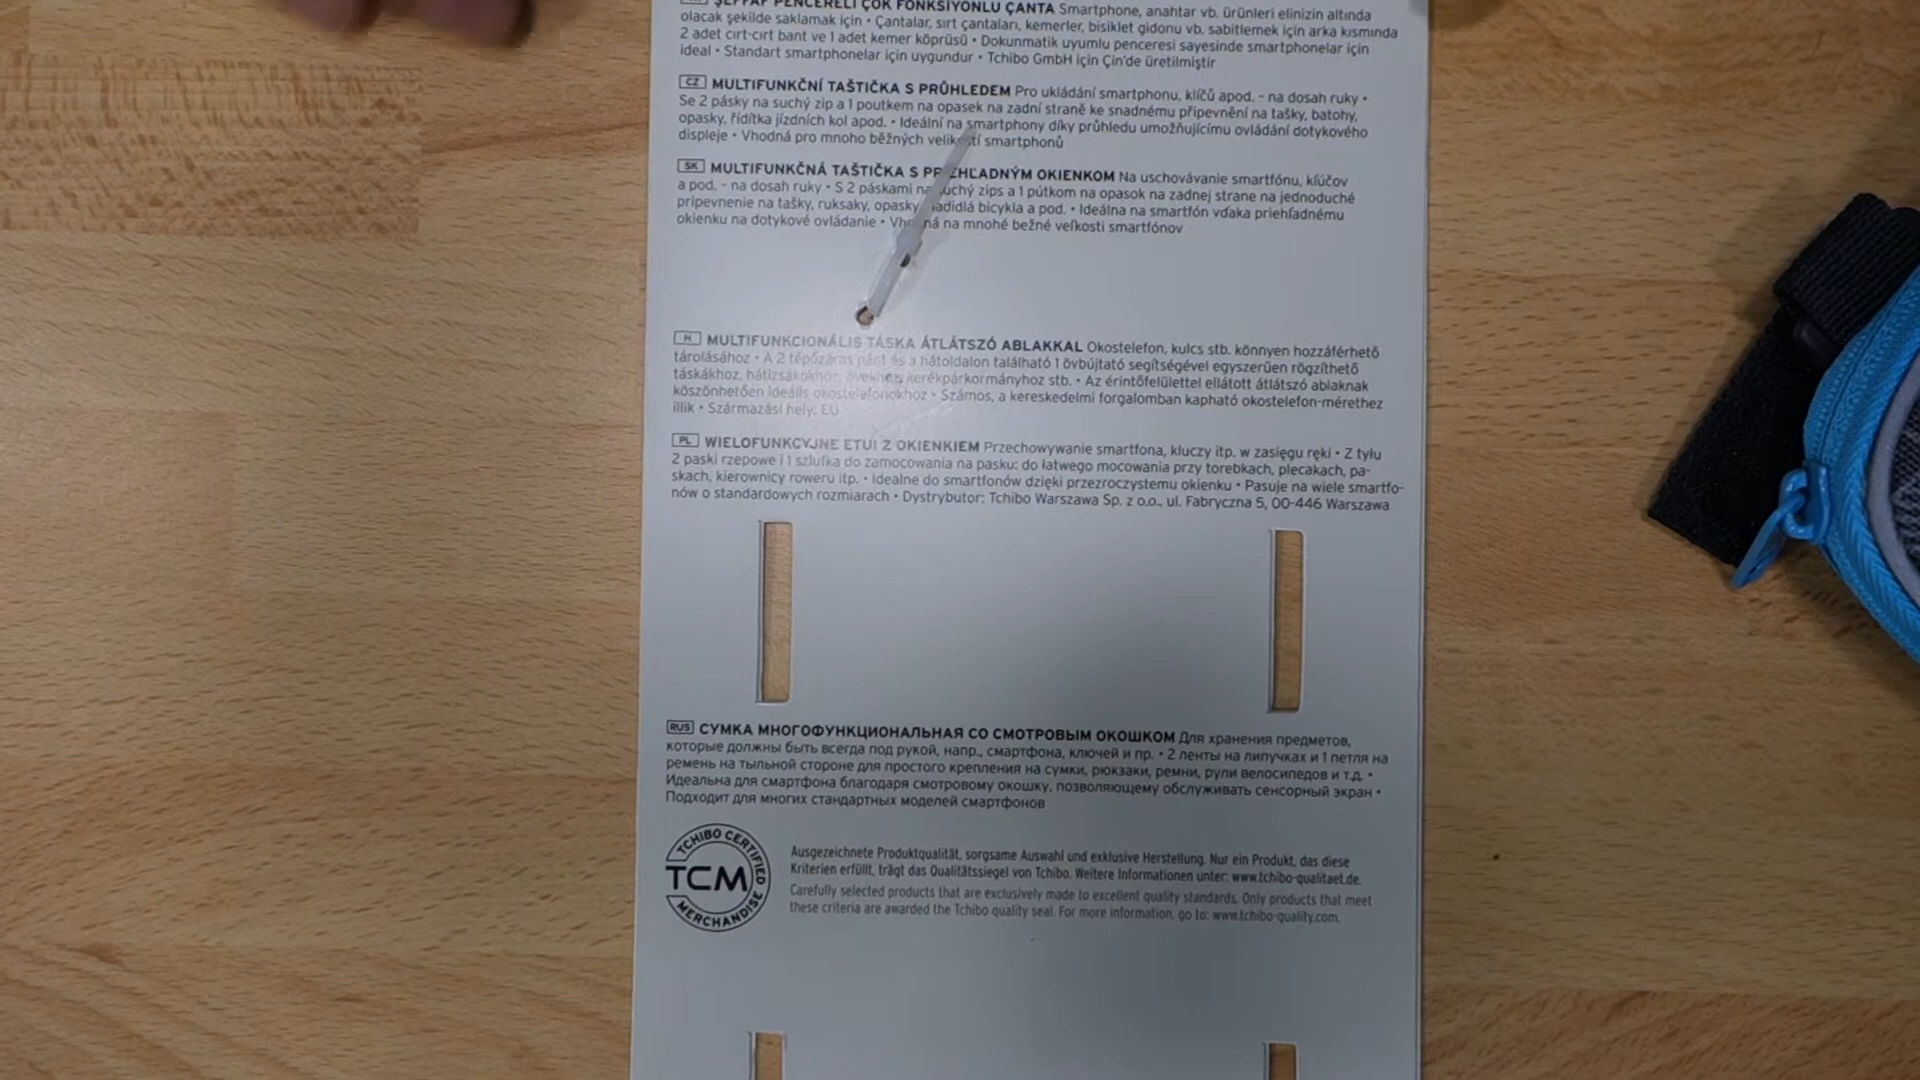 ŞEFFAF PENCERELİ ÇOK FONKSİYONLU ÇANTA Smartphone, anahtar vb. ürünleri elinizin altında
olacak şekilde saklamak için • Çantalar, sırt çantaları, kemerler, bisiklet gidonu vb. sabitlemek için arka kısmında
2 adet cırt-cırt bant ve 1 adet kemer köprüsü • Dokunmatik uyumlu penceresi sayesinde smartphonelar için
ideal • Standart smartphonelar için uygundur • Tchibo GmbH için Çin'de üretilmiştir
CZ MULTIFUNKČNÍ TAŠTIČKA S PRŮHLEDEM Pro ukládání smartphonu, klíčů apod. – na dosah ruky •
Se 2 pásky na suchý zip a 1 poutkem na opasek na zadní straně ke snadnému připevnění na tašky, batohy,
opasky, řídítka jízdních kol apod. • Ideální na smartphony díky průhledu umožňujícímu ovládání dotykového
displeje • Vhodná pro mnoho běžných velikostí smartphonů
SK MULTIFUNKČNÁ TAŠTIČKA S PRIEHĽADNÝM OKIENKOM Na uschovávanie smartfónu, kľúčov
a pod. – na dosah ruky • S 2 páskami na suchý zips a 1 pútkom na opasok na zadnej strane na jednoduché
pripevnenie na tašky, ruksaky, opasky, riadidlá bicykla a pod. • Ideálna na smartfón vďaka priehľadnému
okienku na dotykové ovládanie • Vhodná na mnohé bežné veľkosti smartfónov
H MULTIFUNKCIONÁLIS TÁSKA ÁTLÁTSZÓ ABLAKKAL Okostelefon, kulcs stb. könnyen hozzáférhető
tárolásához • A 2 tépőzáras pánt és a hátoldalon található 1 övbújtató segítségével egyszerűen rögzíthető
táskákhoz, hátizsákokhoz, övekhez, kerékpárkormányhoz stb. • Az érintőfelülettel ellátott átlátszó ablaknak
köszönhetően ideális okostelefonokhoz • Számos, a kereskedelmi forgalomban kapható okostelefon-mérethez
illik • Származási hely: EU
PL WIELOFUNKCYJNE ETUI Z OKIENKIEM Przechowywanie smartfona, kluczy itp. w zasięgu ręki • Z tyłu
2 paski rzepowe i 1 szlufka do zamocowania na pasku: do łatwego mocowania przy torebkach, plecakach, pa-
skach, kierownicy roweru itp. • Idealne do smartfonów dzięki przezroczystemu okienku • Pasuje na wiele smartfo-
nów o standardowych rozmiarach • Dystrybutor: Tchibo Warszawa Sp. z o.o., ul. Fabryczna 5, 00-446 Warszawa
RUS СУМКА МНОГОФУНКЦИОНАЛЬНАЯ СО СМОТРОВЫМ ОКОШКОМ Для хранения предметов,
которые должны быть всегда под рукой, напр., смартфона, ключей и пр. • 2 ленты на липучках и 1 петля на
ремень на тыльной стороне для простого крепления на сумки, рюкзаки, ремни, рули велосипедов и т.д. •
Идеальна для смартфона благодаря смотровому окошку, позволяющему обслуживать сенсорный экран •
Подходит для многих стандартных моделей смартфонов
TCHIBO CERTIFIED
TCM
MERCHANDISE
Ausgezeichnete Produktqualität, sorgsame Auswahl und exklusive Herstellung. Nur ein Produkt, das diese
Kriterien erfüllt, trägt das Qualitätssiegel von Tchibo. Weitere Informationen unter: www.tchibo-qualitaet.de.
Carefully selected products that are exclusively made to excellent quality standards. Only products that meet
these criteria are awarded the Tchibo quality seal. For more information, go to: www.tchibo-quality.com.